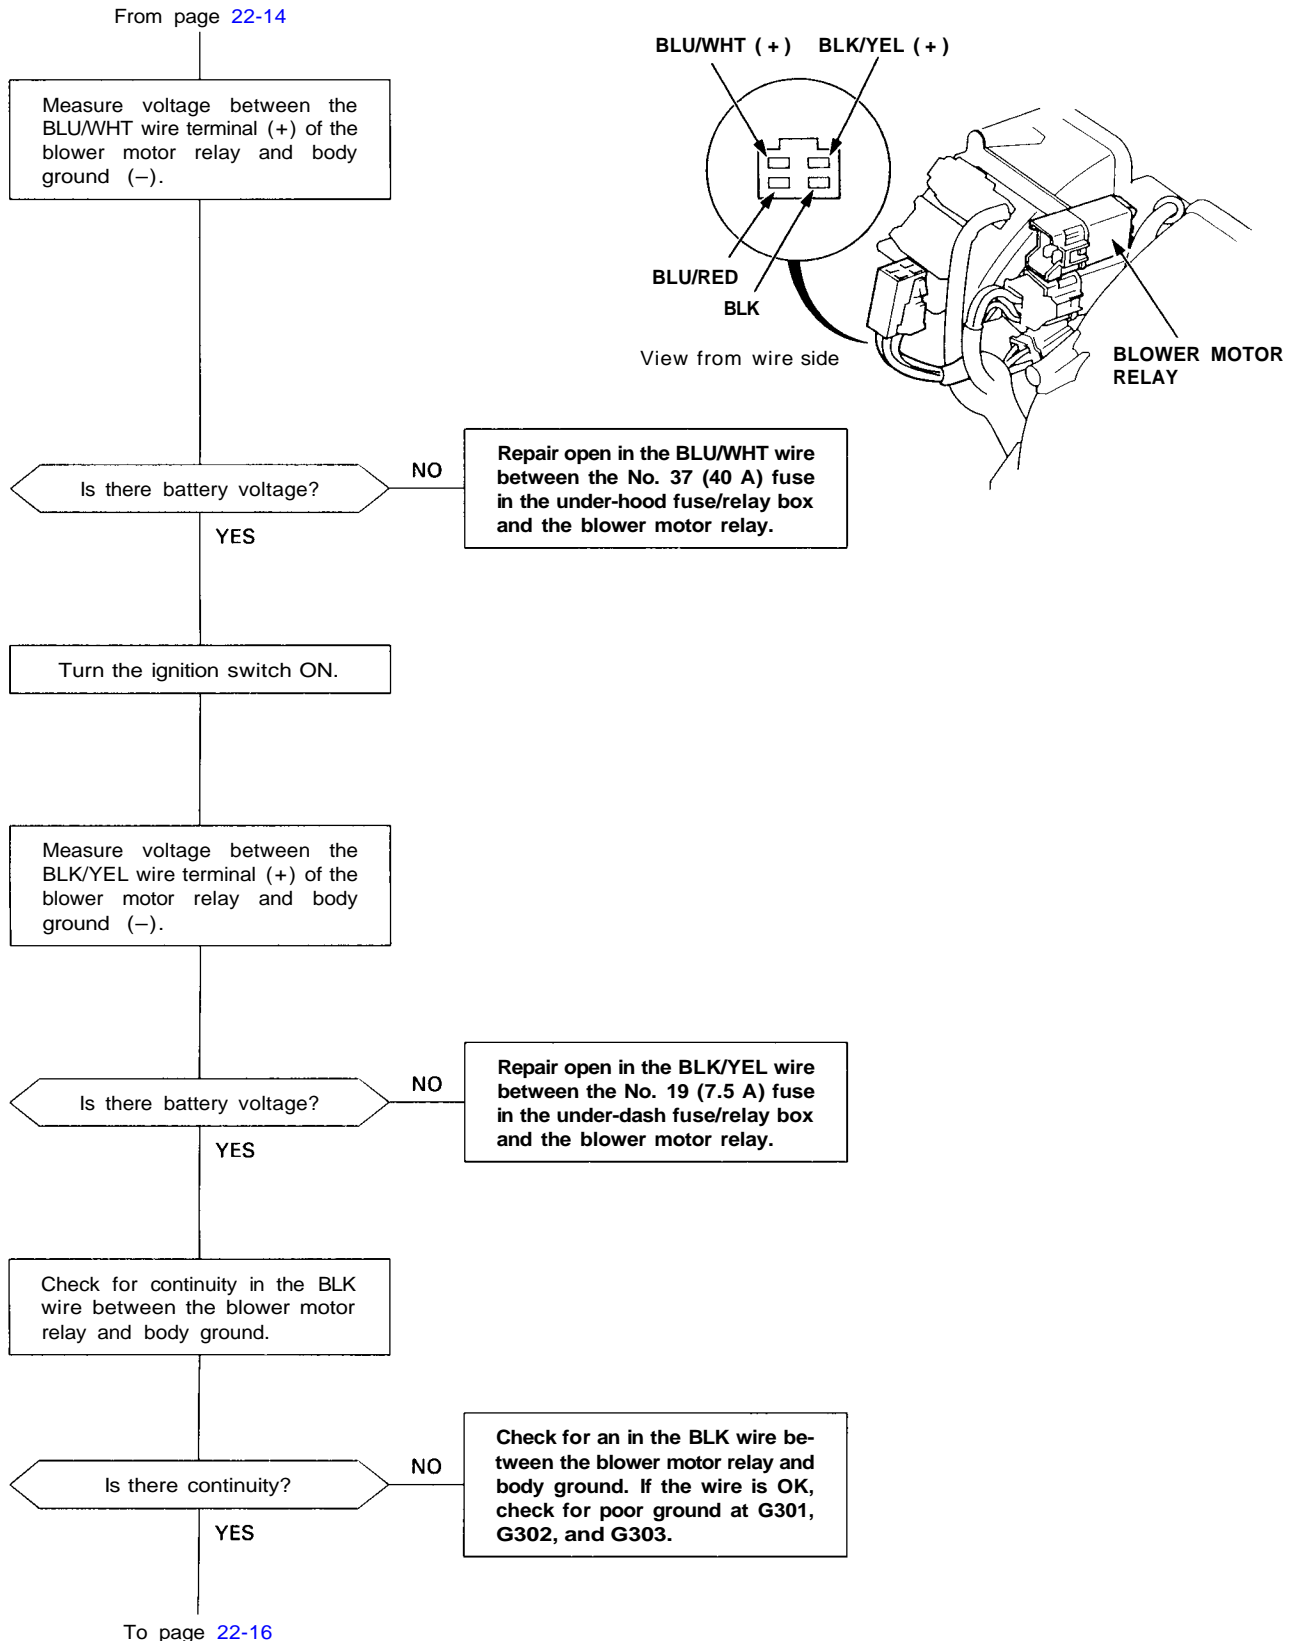 From page 22-14
BLU/WHT (+) BLK/YEL (+)
Measure voltage between the
BLU/WHT wire terminal (+) of the
blower motor relay and body
ground (−).
BLU/RED
BLK
View from wire side
BLOWER MOTOR
RELAY
Is there battery voltage?
NO
Repair open in the BLU/WHT wire
between the No. 37 (40 A) fuse
in the under-hood fuse/relay box
and the blower motor relay.
YES
Turn the ignition switch ON.
Measure voltage between the
BLK/YEL wire terminal (+) of the
blower motor relay and body
ground (−).
Is there battery voltage?
NO
Repair open in the BLK/YEL wire
between the No. 19 (7.5 A) fuse
in the under-dash fuse/relay box
and the blower motor relay.
YES
Check for continuity in the BLK
wire between the blower motor
relay and body ground.
Is there continuity?
NO
Check for an in the BLK wire be-
tween the blower motor relay and
body ground. If the wire is OK,
check for poor ground at G301,
G302, and G303.
YES
To page 22-16